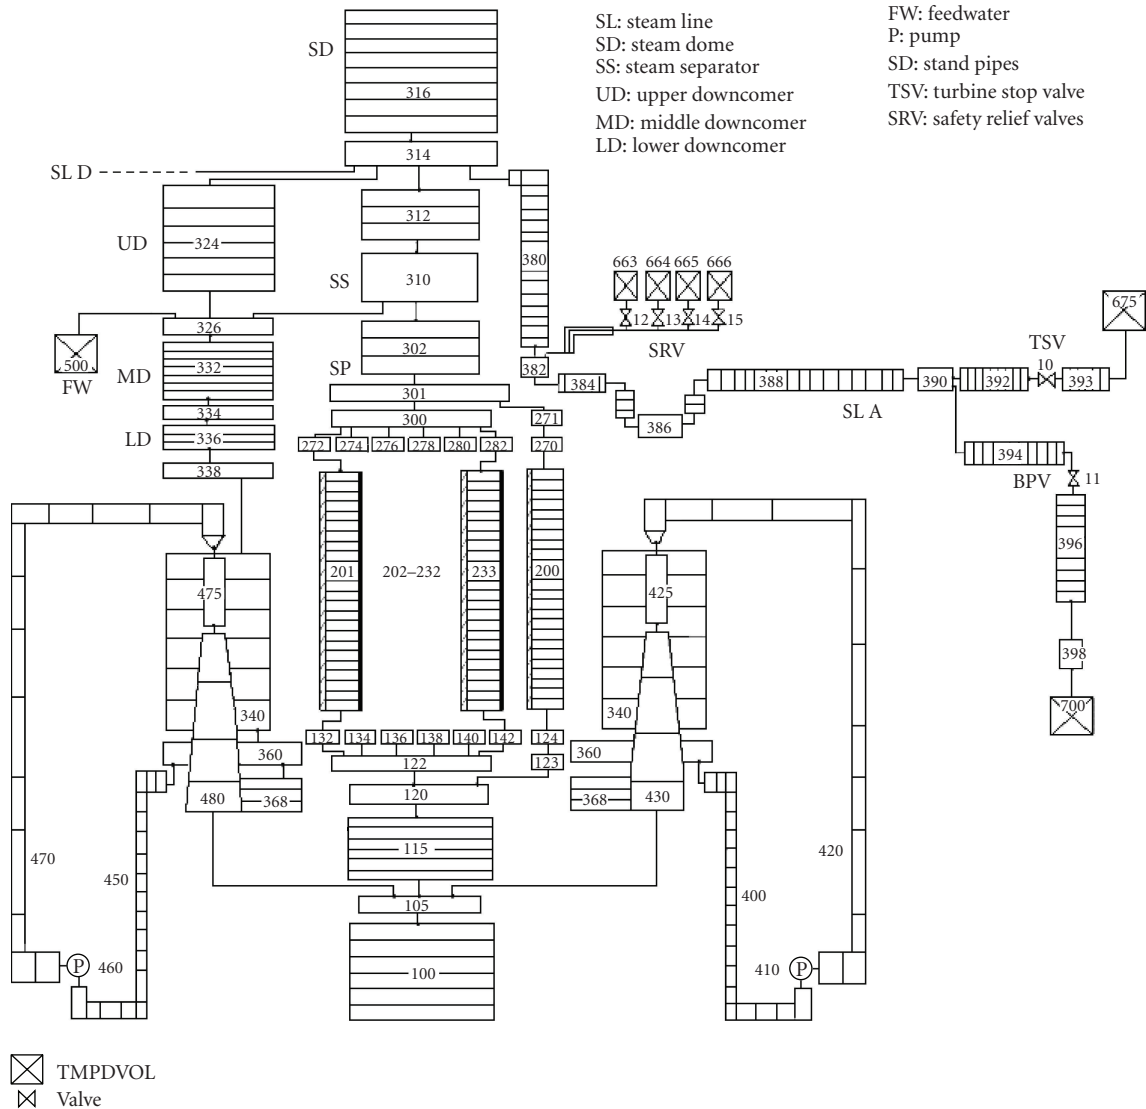 SL: steam line
SD: steam dome
SS: steam separator
UD: upper downcomer
MD: middle downcomer
LD: lower downcomer
FW: feedwater
P: pump
SD: stand pipes
TSV: turbine stop valve
SRV: safety relief valves
SD
316
314
SL D
312
UD
324
380
SS
310
663 664 665 666
12 13 14 15
SRV
675
326
500
FW
302
SP
332
MD
382
384
TSV
10
388
390
392
393
SL A
301
334
300
271
386
LD
336
272 274 276 278 280 282
270
338
394
BPV
11
396
201
202–232
233
200
475
425
398
340
340
700
132 134 136 138 140 142
124
360
122
123
360
480
368
120
368
430
470
450
115
420
400
105
460
P
100
410
P
TMPDVOL
Valve